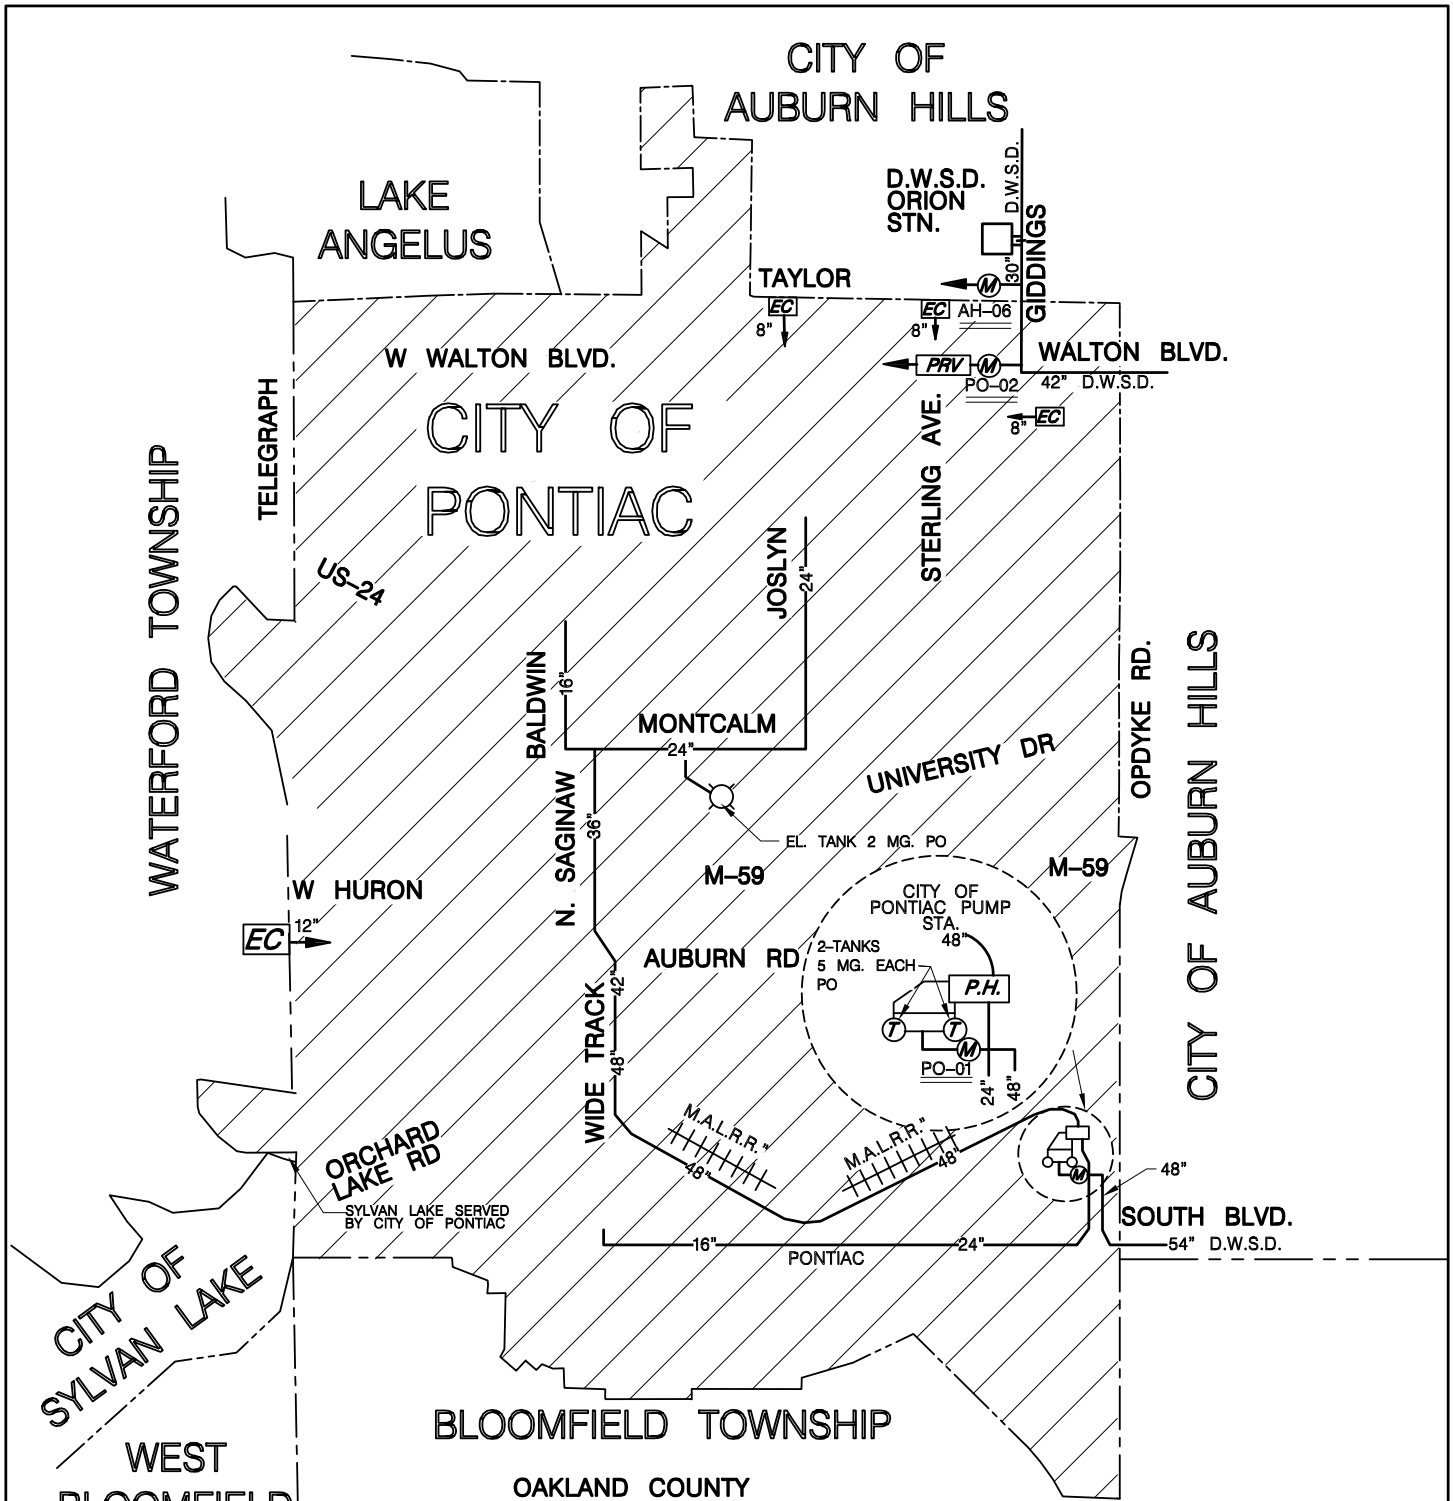 CITY OF
AUBURN HILLS
D.W.S.D.
D.W.S.D.
ORION
STN.
LAKE
ANGELUS
GIDDINGS
30"
M
TAYLOR
EC
8"
EC
8"
AH-06
W WALTON BLVD.
PRV
M
WALTON BLVD.
PO-02
42" D.W.S.D.
EC
8"
TELEGRAPH
CITY OF
PONTIAC
STERLING AVE.
WATERFORD TOWNSHIP
US-24
JOSLYN
24"
BALDWIN
16"
MONTCALM
24"
OPDYKE RD.
CITY OF AUBURN HILLS
UNIVERSITY DR
N. SAGINAW
36"
EL. TANK 2 MG. PO
M-59
M-59
W HURON
EC
12"
CITY OF
PONTIAC PUMP
STA.
48"
AUBURN RD
2-TANKS
5 MG. EACH
PO
P.H.
T
T
M
PO-01
24"
48"
42"
WIDE TRACK
48"
M.A.L.R.R."
48"
M.A.L.R.R."
48"
M
48"
ORCHARD
LAKE RD
SYLVAN LAKE SERVED
BY CITY OF PONTIAC
SOUTH BLVD.
16"
24"
54" D.W.S.D.
PONTIAC
CITY OF
SYLVAN LAKE
BLOOMFIELD TOWNSHIP
WEST
BLOOMFIELD
OAKLAND COUNTY